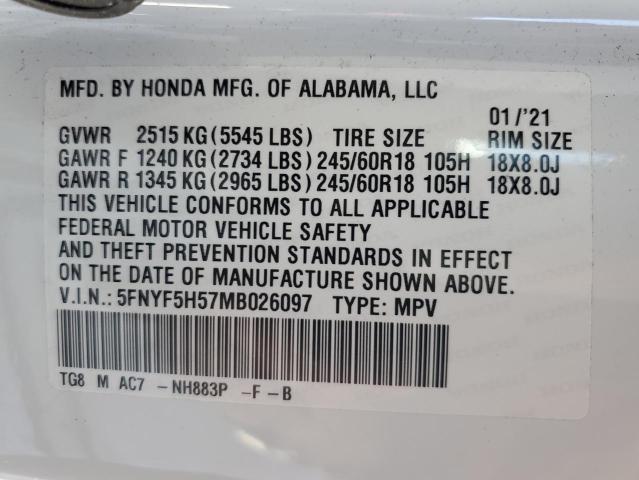 MFD. BY HONDA MFG. OF ALABAMA, LLC
01/'21
GVWR 2515 KG (5545 LBS) TIRE SIZE RIM SIZE
GAWR F 1240 KG (2734 LBS) 245/60R18 105H 18X8.0J
GAWR R 1345 KG (2965 LBS) 245/60R18 105H 18X8.0J
THIS VEHICLE CONFORMS TO ALL APPLICABLE
FEDERAL MOTOR VEHICLE SAFETY
AND THEFT PREVENTION STANDARDS IN EFFECT
ON THE DATE OF MANUFACTURE SHOWN ABOVE.
V.I.N.: 5FNYF5H57MB026097 TYPE: MPV
TG8 M AC7 -NH883P -F-B